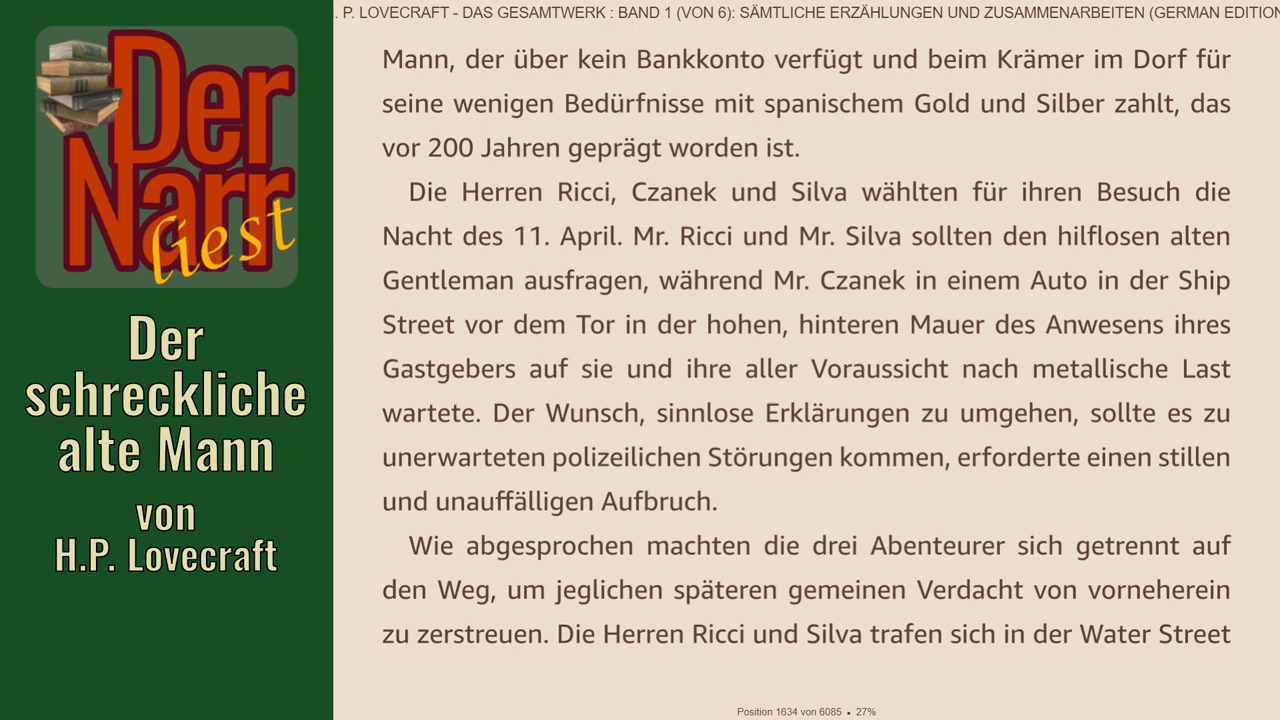 Der
Narr
liest
Der
schreckliche
alte Mann
von
H.P. Lovecraft
. P. LOVECRAFT - DAS GESAMTWERK : BAND 1 (VON 6): SÄMTLICHE ERZÄHLUNGEN UND ZUSAMMENARBEITEN (GERMAN EDITION
Mann, der über kein Bankkonto verfügt und beim Krämer im Dorf für
seine wenigen Bedürfnisse mit spanischem Gold und Silber zahlt, das
vor 200 Jahren geprägt worden ist.
Die Herren Ricci, Czanek und Silva wählten für ihren Besuch die
Nacht des 11. April. Mr. Ricci und Mr. Silva sollten den hilflosen alten
Gentleman ausfragen, während Mr. Czanek in einem Auto in der Ship
Street vor dem Tor in der hohen, hinteren Mauer des Anwesens ihres
Gastgebers auf sie und ihre aller Voraussicht nach metallische Last
wartete. Der Wunsch, sinnlose Erklärungen zu umgehen, sollte es zu
unerwarteten polizeilichen Störungen kommen, erforderte einen stillen
und unauffälligen Aufbruch.
Wie abgesprochen machten die drei Abenteurer sich getrennt auf
den Weg, um jeglichen späteren gemeinen Verdacht von vorneherein
zu zerstreuen. Die Herren Ricci und Silva trafen sich in der Water Street
Position 1634 von 6085 • 27%